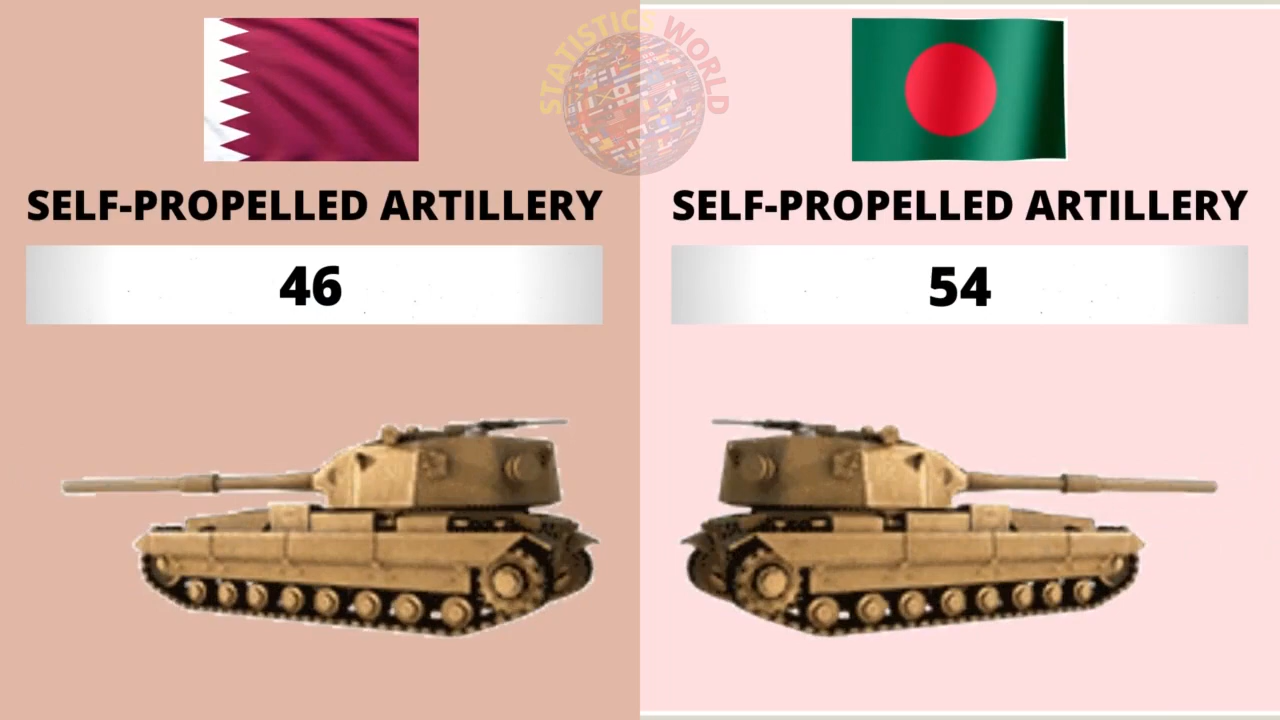 STATISTICS WORLD
SELF-PROPELLED ARTILLERY
46
SELF-PROPELLED ARTILLERY
54